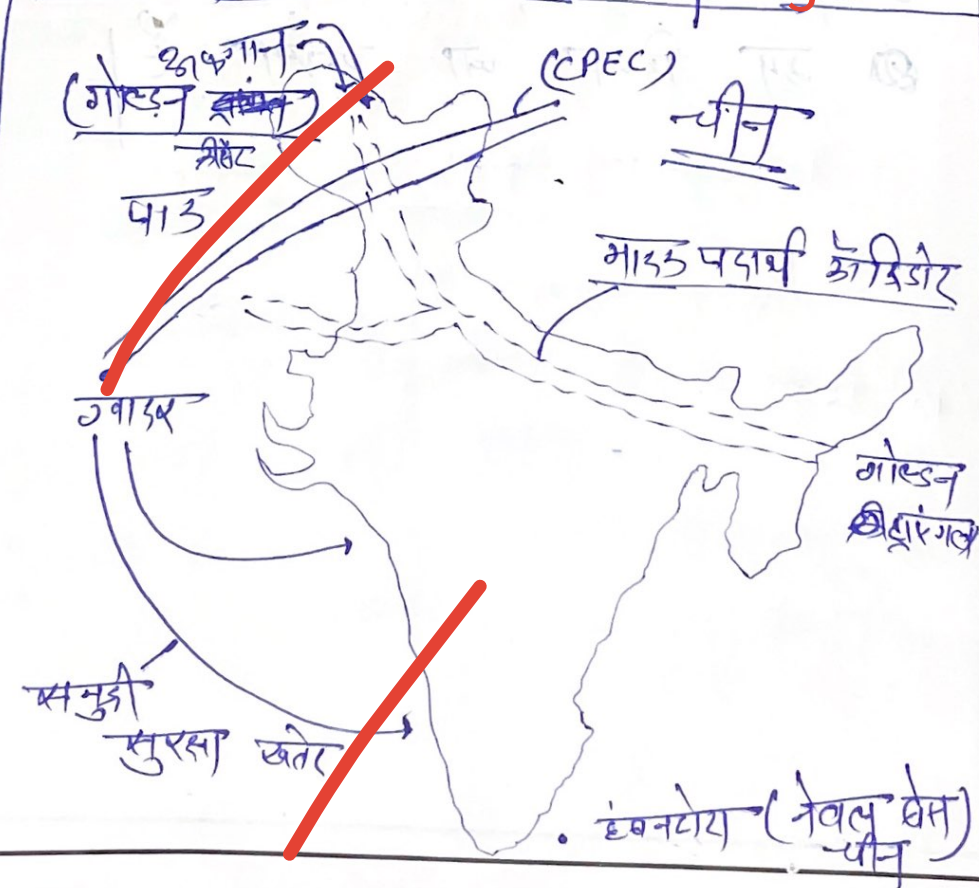 अफगान
(गोल्डन
क्रीसेंट
(CPEC)
चीन
पाक
मादक पदार्थ कॉरिडोर
ग्वादर
गोल्डन
ट्राएंगल
समुद्री
सुरक्षा खतरे
हंबनटोटा (नेवल बेस)
चीन